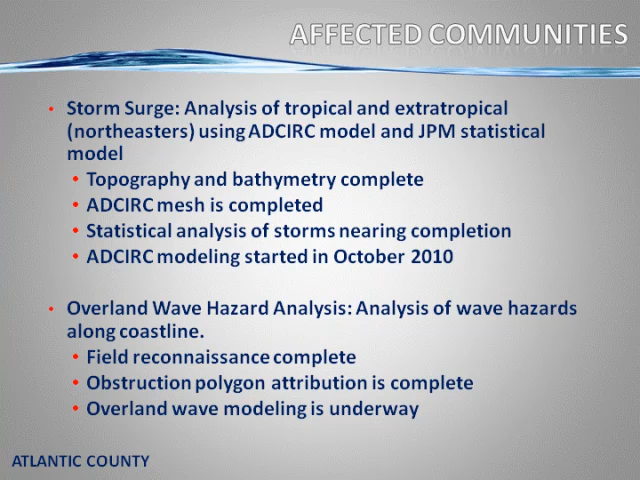 AFFECTED COMMUNITIES
• Storm Surge: Analysis of tropical and extratropical
(northeasters) using ADCIRC model and JPM statistical
model
• Topography and bathymetry complete
• ADCIRC mesh is completed
• Statistical analysis of storms nearing completion
• ADCIRC modeling started in October 2010
• Overland Wave Hazard Analysis: Analysis of wave hazards
along coastline.
• Field reconnaissance complete
• Obstruction polygon attribution is complete
• Overland wave modeling is underway
ATLANTIC COUNTY